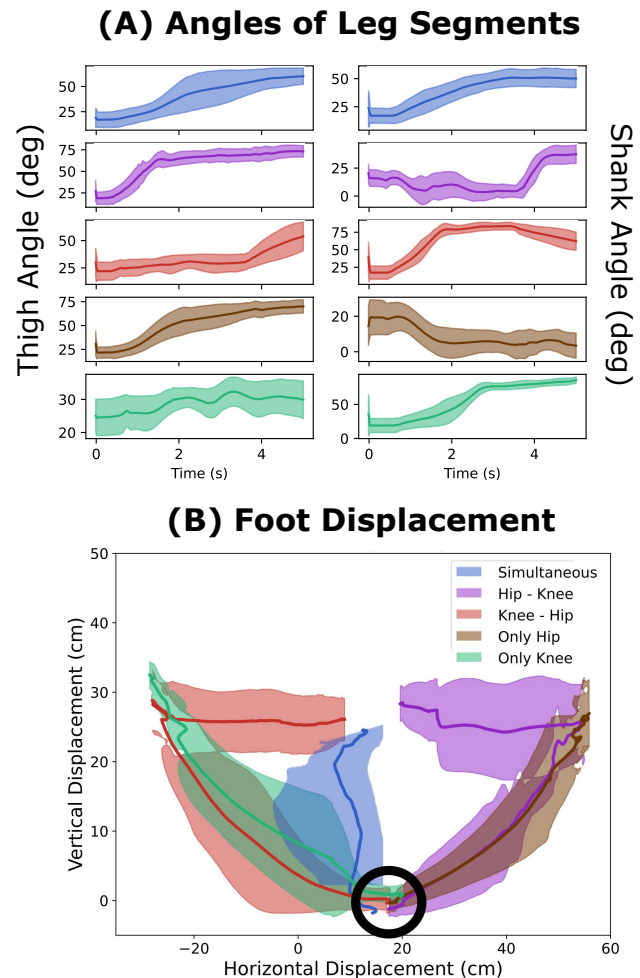 (A) Angles of Leg Segments
Thigh Angle (deg)
Shank Angle (deg)
50
25
50
25
75
50
25
25
0
50
25
75
50
25
75
50
25
20
0
30
20
50
0
0 2 4
0 2 4
Time (s)
Time (s)
(B) Foot Displacement
Vertical Displacement (cm)
50
40
30
20
10
0
Simultaneous
Hip - Knee
Knee - Hip
Only Hip
Only Knee
−20 0 20 40 60
Horizontal Displacement (cm)